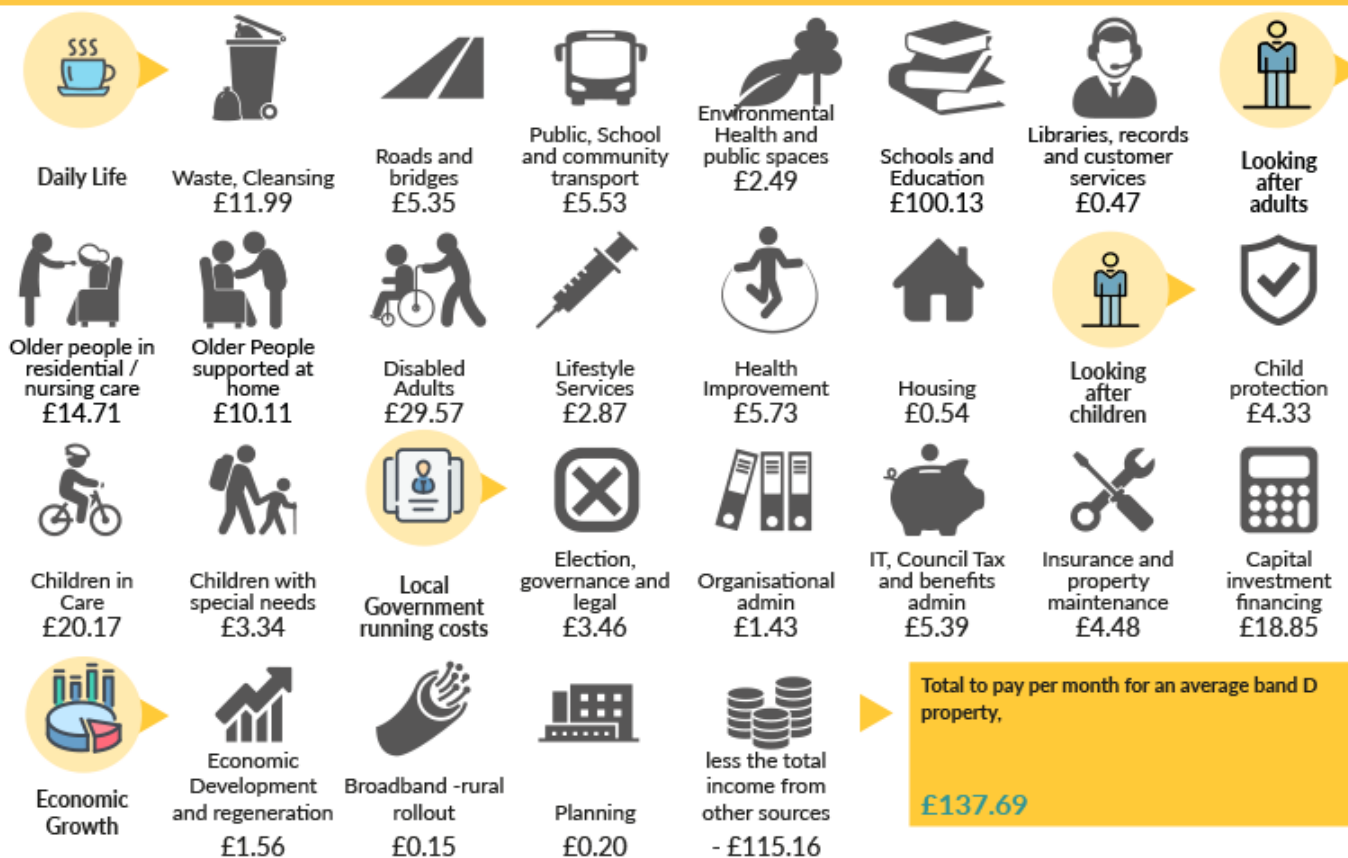 $$$
Daily Life
Waste, Cleansing
£11.99
Roads and
bridges
£5.35
Public, School
and community
transport
£5.53
Environmental
Health and
public spaces
£2.49
Schools and
Education
£100.13
Libraries, records
and customer
services
£0.47
Looking
after
adults
Older people in
residential /
nursing care
£14.71
Older People
supported at
home
£10.11
Disabled
Adults
£29.57
Lifestyle
Services
£2.87
Health
Improvement
£5.73
Housing
£0.54
Looking
after
children
Child
protection
£4.33
Children in
Care
£20.17
Children with
special needs
£3.34
Local
Government
running costs
Election,
governance and
legal
£3.46
Organisational
admin
£1.43
IT, Council Tax
and benefits
admin
£5.39
Insurance and
property
maintenance
£4.48
Capital
investment
financing
£18.85
Economic
Growth
Economic
Development
and regeneration
£1.56
Broadband -rural
rollout
£0.15
Planning
£0.20
less the total
income from
other sources
- £115.16
Total to pay per month for an average band D
property,
£137.69